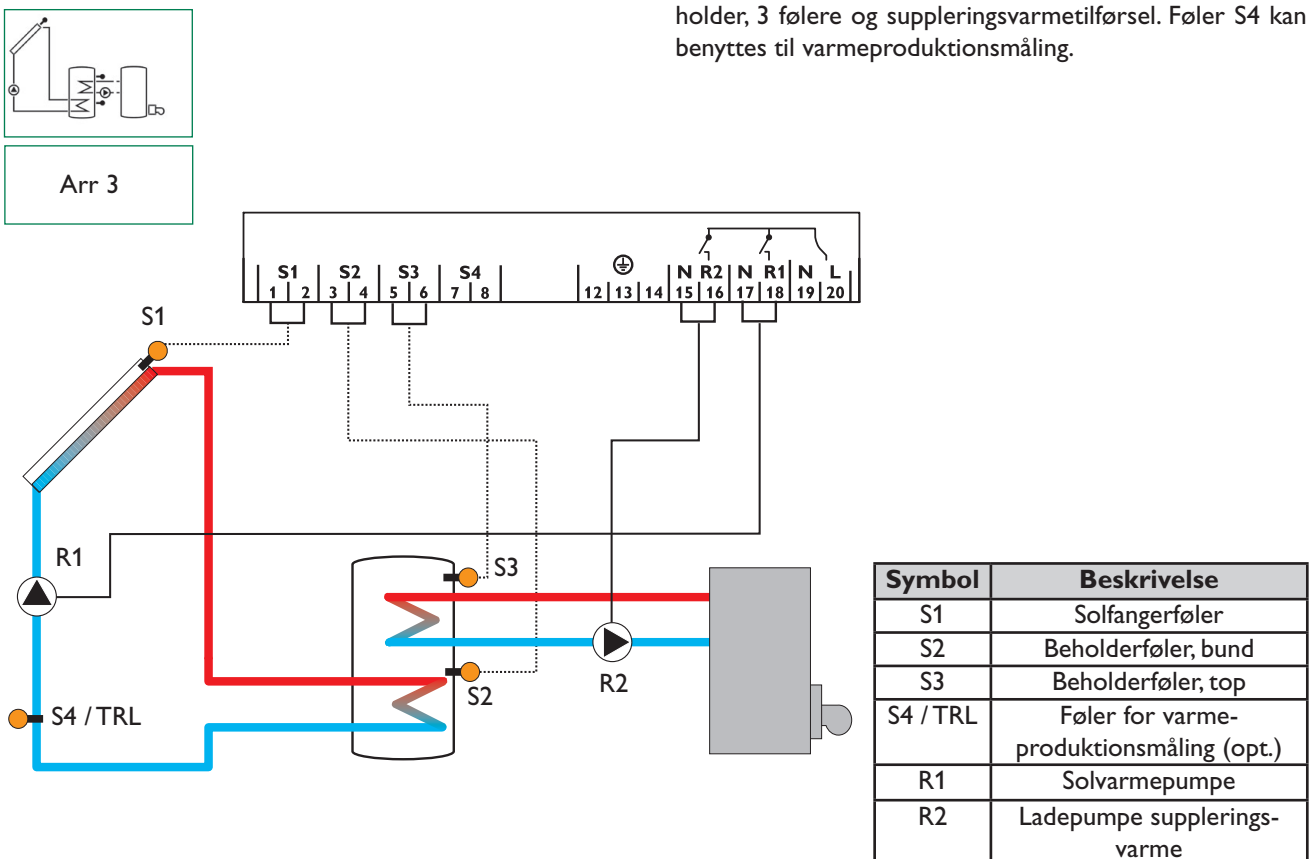 holder, 3 følere og suppleringsvarmetilførsel. Føler S4 kan
benyttes til varmeproduktionsmåling.
Arr 3
S1 S2 S3 S4 N R2 N R1 N L
1 2 3 4 5 6 7 8 12 13 14 15 16 17 18 19 20
S1
R1
S3
S2
R2
S4 / TRL
Symbol Beskrivelse
S1 Solfangerføler
S2 Beholderføler, bund
S3 Beholderføler, top
S4 / TRL Føler for varme-
produktionsmåling (opt.)
R1 Solvarmepumpe
R2 Ladepumpe supplerings-
varme